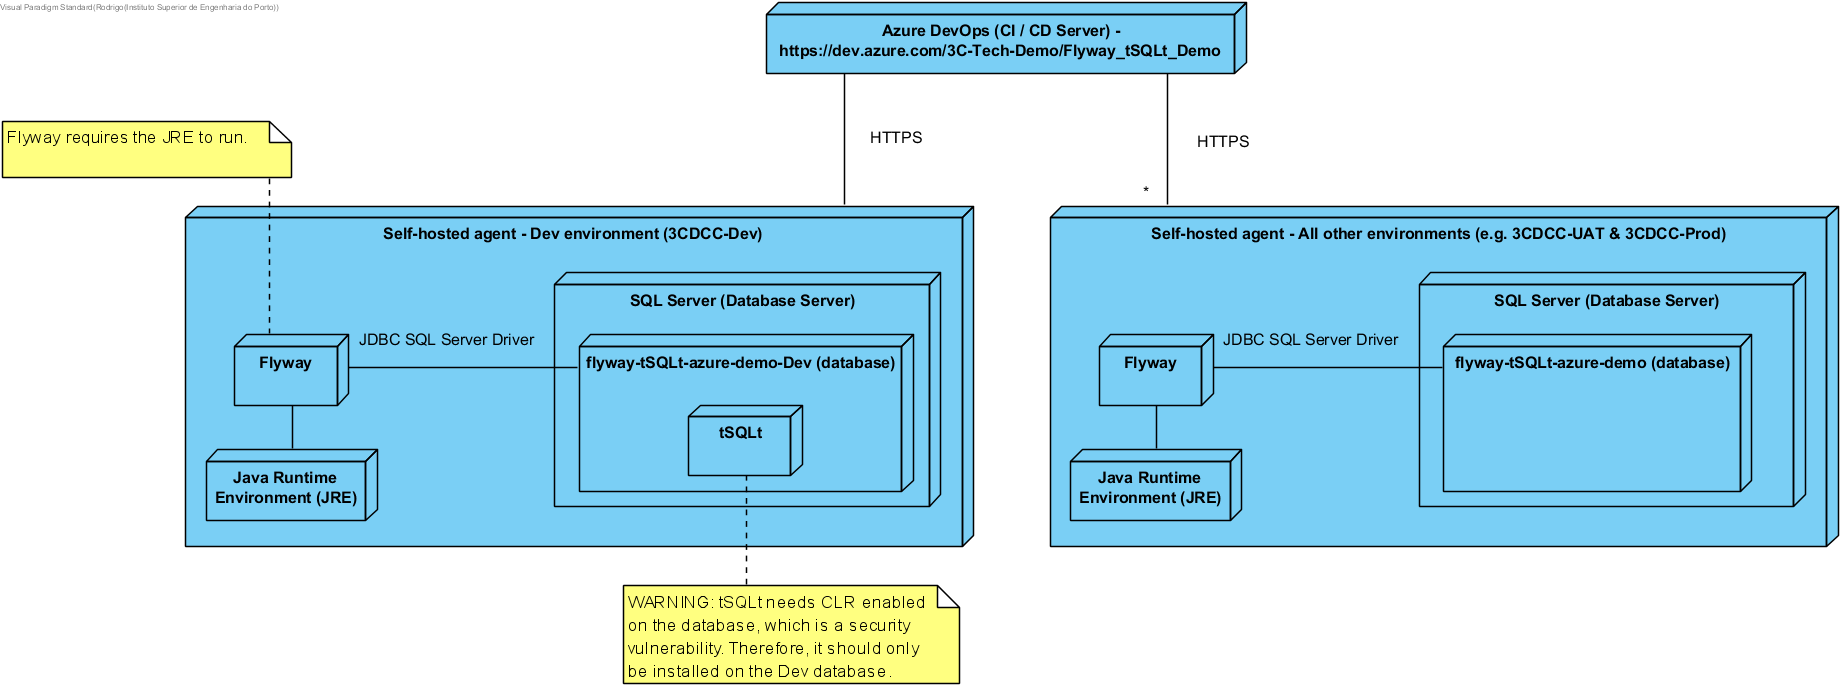 Visual Paradigm Standard(Rodrigo(Instituto Superior de Engenharia do Porto))
Azure DevOps (CI / CD Server) -
https://dev.azure.com/3C-Tech-Demo/Flyway_tSQLt_Demo
Flyway requires the JRE to run.
HTTPS
HTTPS
*
Self-hosted agent - Dev environment (3CDCC-Dev)
SQL Server (Database Server)
Flyway
JDBC SQL Server Driver
flyway-tSQLt-azure-demo-Dev (database)
tSQLt
Java Runtime
Environment (JRE)
Self-hosted agent - All other environments (e.g. 3CDCC-UAT & 3CDCC-Prod)
SQL Server (Database Server)
Flyway
JDBC SQL Server Driver
flyway-tSQLt-azure-demo (database)
Java Runtime
Environment (JRE)
WARNING: tSQLt needs CLR enabled
on the database, which is a security
vulnerability. Therefore, it should only
be installed on the Dev database.